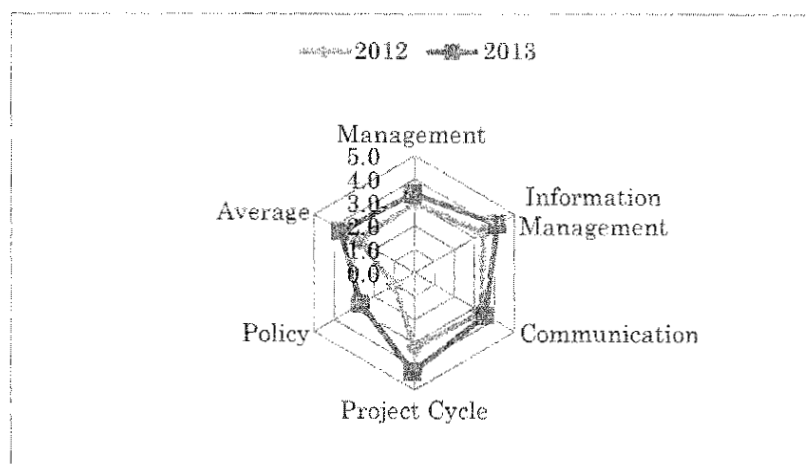 2012 2013
Management
5.0
4.0
3.0
2.0
1.0
0.0
Information
Management
Communication
Project Cycle
Policy
Average